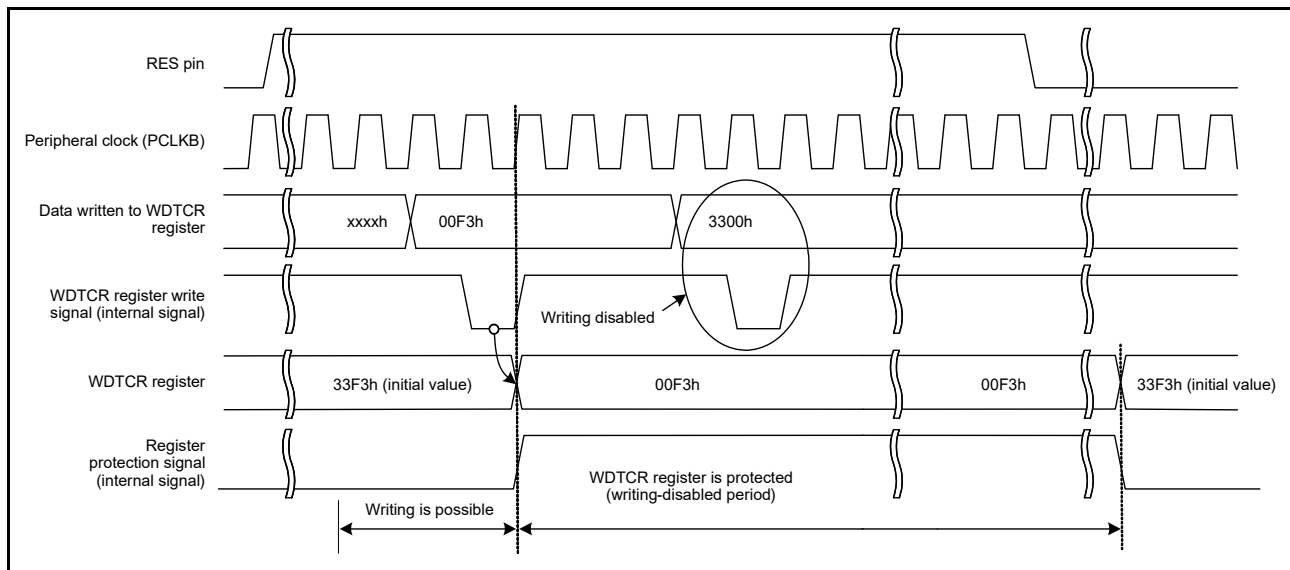 RES pin
Peripheral clock (PCLKB)
Data written to WDTCR
register
xxxxh
00F3h
3300h
WDTCR register write
signal (internal signal)
Writing disabled
WDTCR register
33F3h (initial value)
00F3h
00F3h
33F3h (initial value)
Register
protection signal
(internal signal)
WDTCR register is protected
(writing-disabled period)
Writing is possible